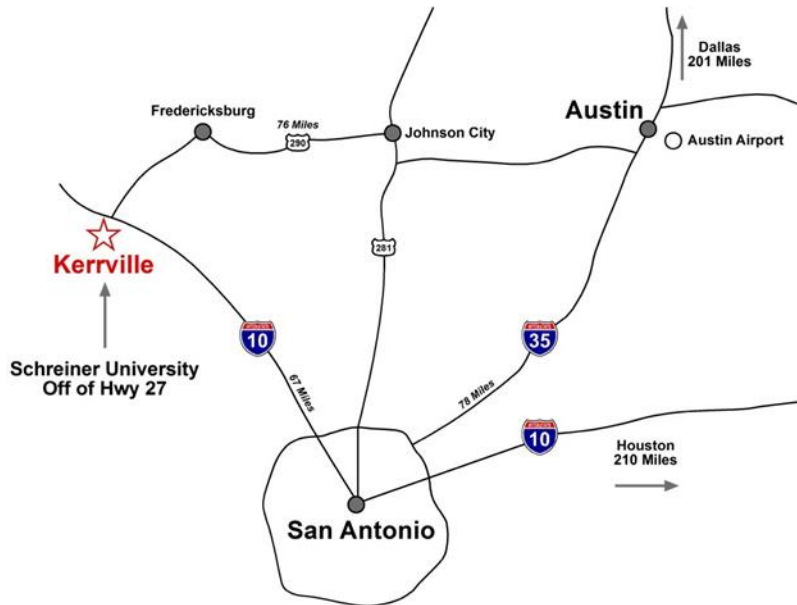 Dallas
201 Miles
Fredericksburg
76 Miles
290
Johnson City
Austin
Austin Airport
281
Kerrville
10
35
Schreiner University
Off of Hwy 27
67 Miles
78 Miles
10
Houston
210 Miles
San Antonio